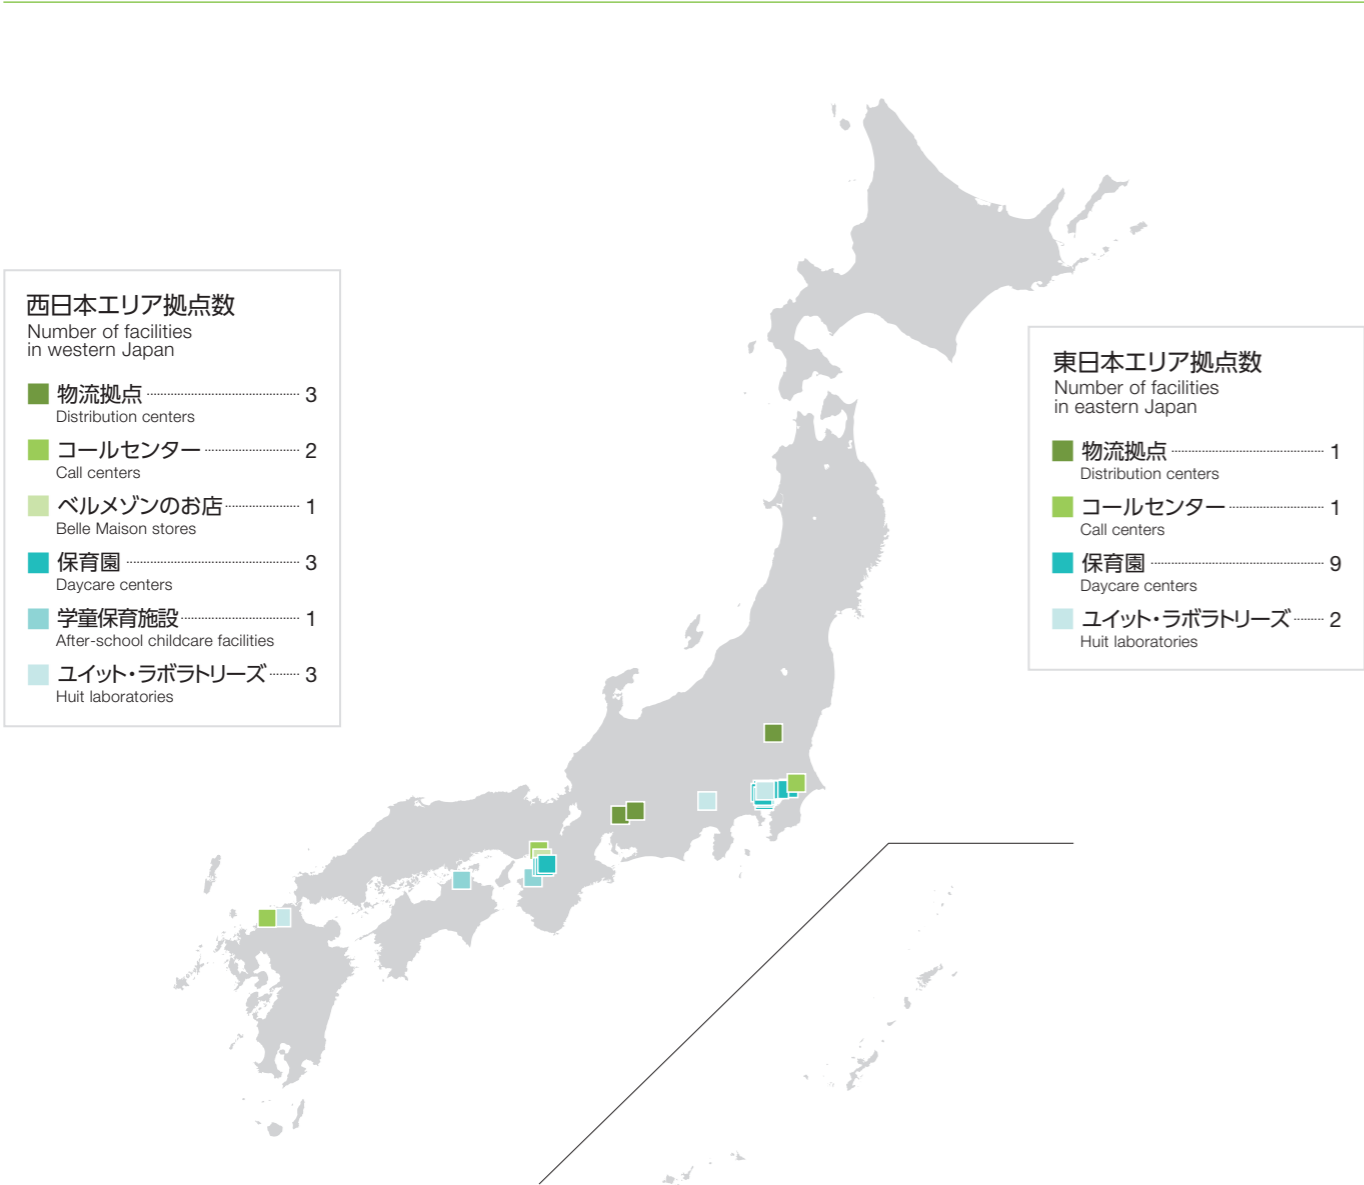 西日本エリア拠点数
Number of facilities
in western Japan
物流拠点 3
Distribution centers
コールセンター 2
Call centers
ベルメゾンのお店 1
Belle Maison stores
保育園 3
Daycare centers
学童保育施設 1
After-school childcare facilities
ユイット・ラボラトリーズ 3
Huit laboratories
東日本エリア拠点数
Number of facilities
in eastern Japan
物流拠点 1
Distribution centers
コールセンター 1
Call centers
保育園 9
Daycare centers
ユイット・ラボラトリーズ 2
Huit laboratories